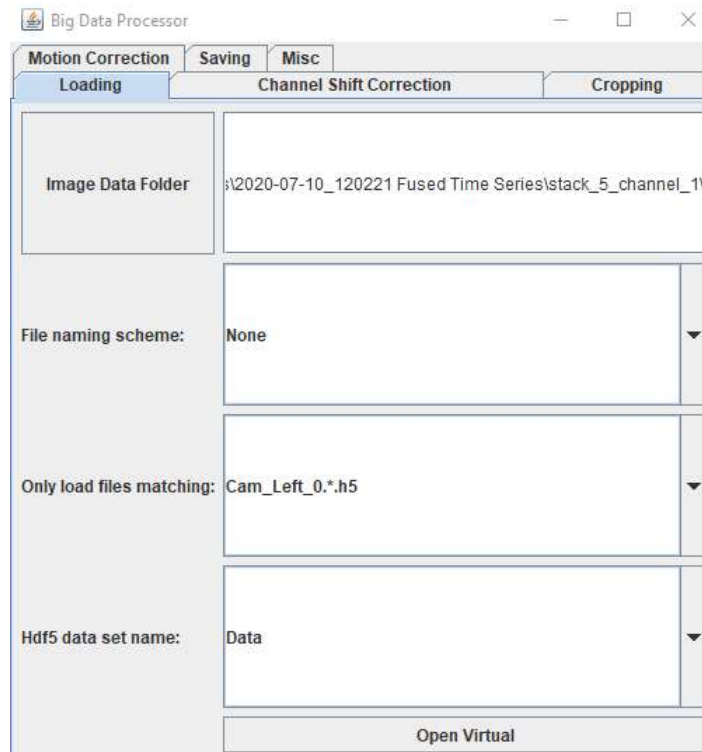 Big Data Processor
Motion Correction Saving Misc
Loading Channel Shift Correction Cropping
Image Data Folder
\2020-07-10_120221 Fused Time Series\stack_5_channel_1\
File naming scheme: None
Only load files matching: Cam_Left_0.*.h5
Hdf5 data set name: Data
Open Virtual